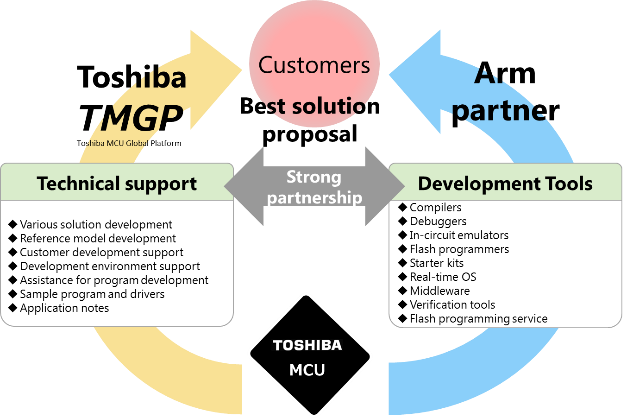 Customers
Best solution
proposal
Toshiba
TMGP
Toshiba MCU Global Platform
Arm
partner
Strong
partnership
Technical support
◆ Various solution development
◆ Reference model development
◆ Customer development support
◆ Development environment support
◆ Assistance for program development
◆ Sample program and drivers
◆ Application notes
Development Tools
◆ Compilers
◆ Debuggers
◆ In-circuit emulators
◆ Flash programmers
◆ Starter kits
◆ Real-time OS
◆ Middleware
◆ Verification tools
◆ Flash programming service
TOSHIBA
MCU